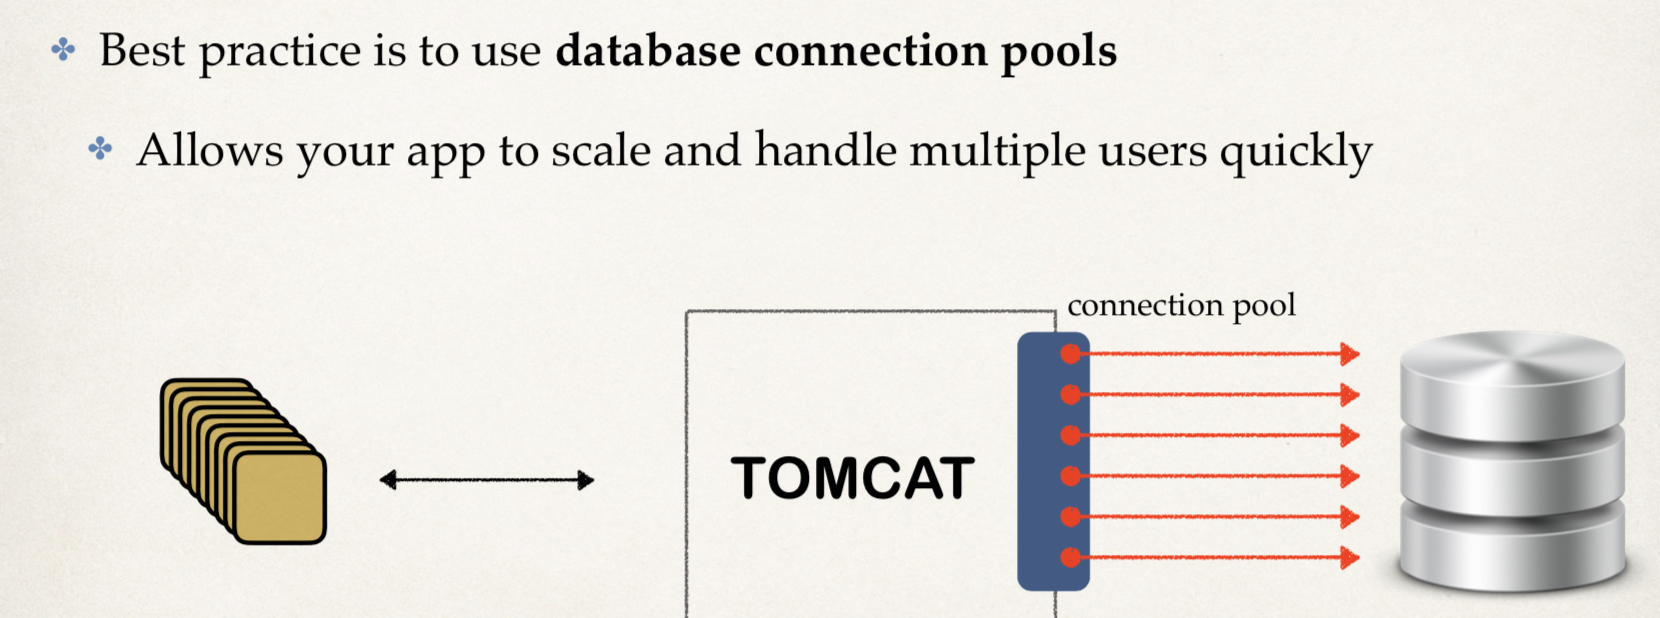 Best practice is to use database connection pools
Allows your app to scale and handle multiple users quickly
connection pool
TOMCAT